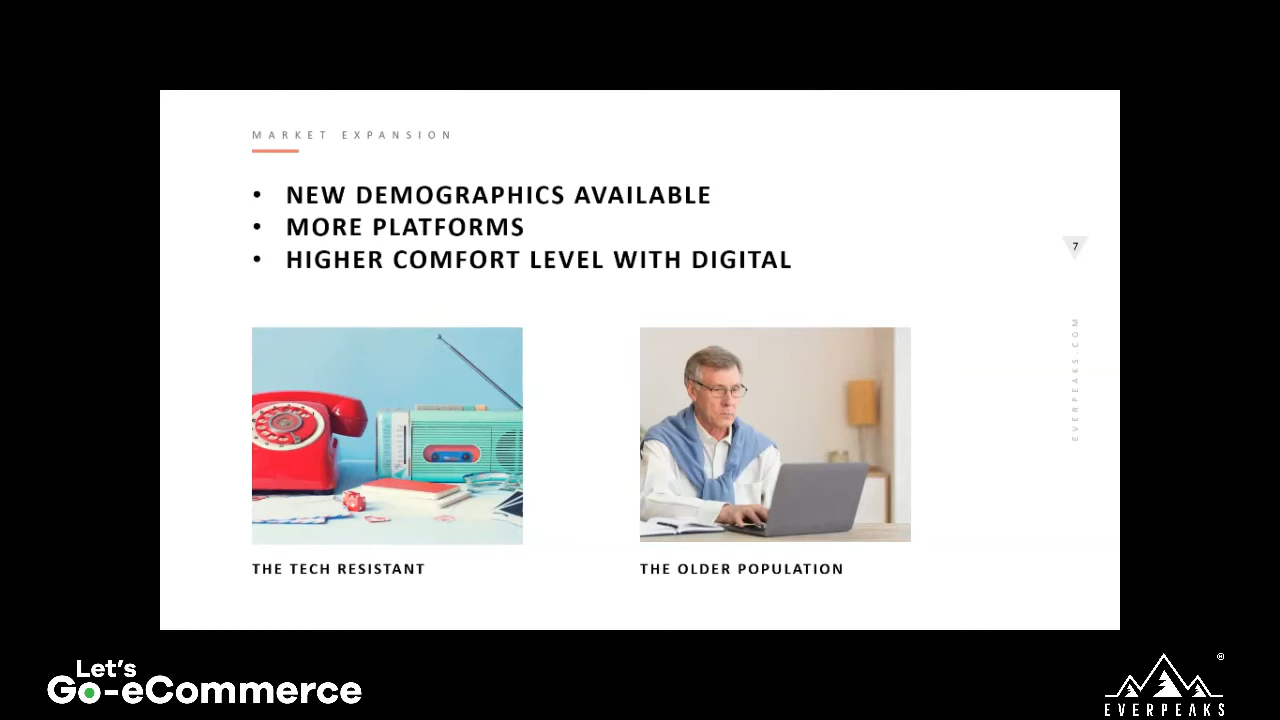 MARKET EXPANSION
• NEW DEMOGRAPHICS AVAILABLE
• MORE PLATFORMS
• HIGHER COMFORT LEVEL WITH DIGITAL
7
EVERPEAKS.COM
THE TECH RESISTANT
THE OLDER POPULATION
Let's
Go-eCommerce
®
EVERPEAKS